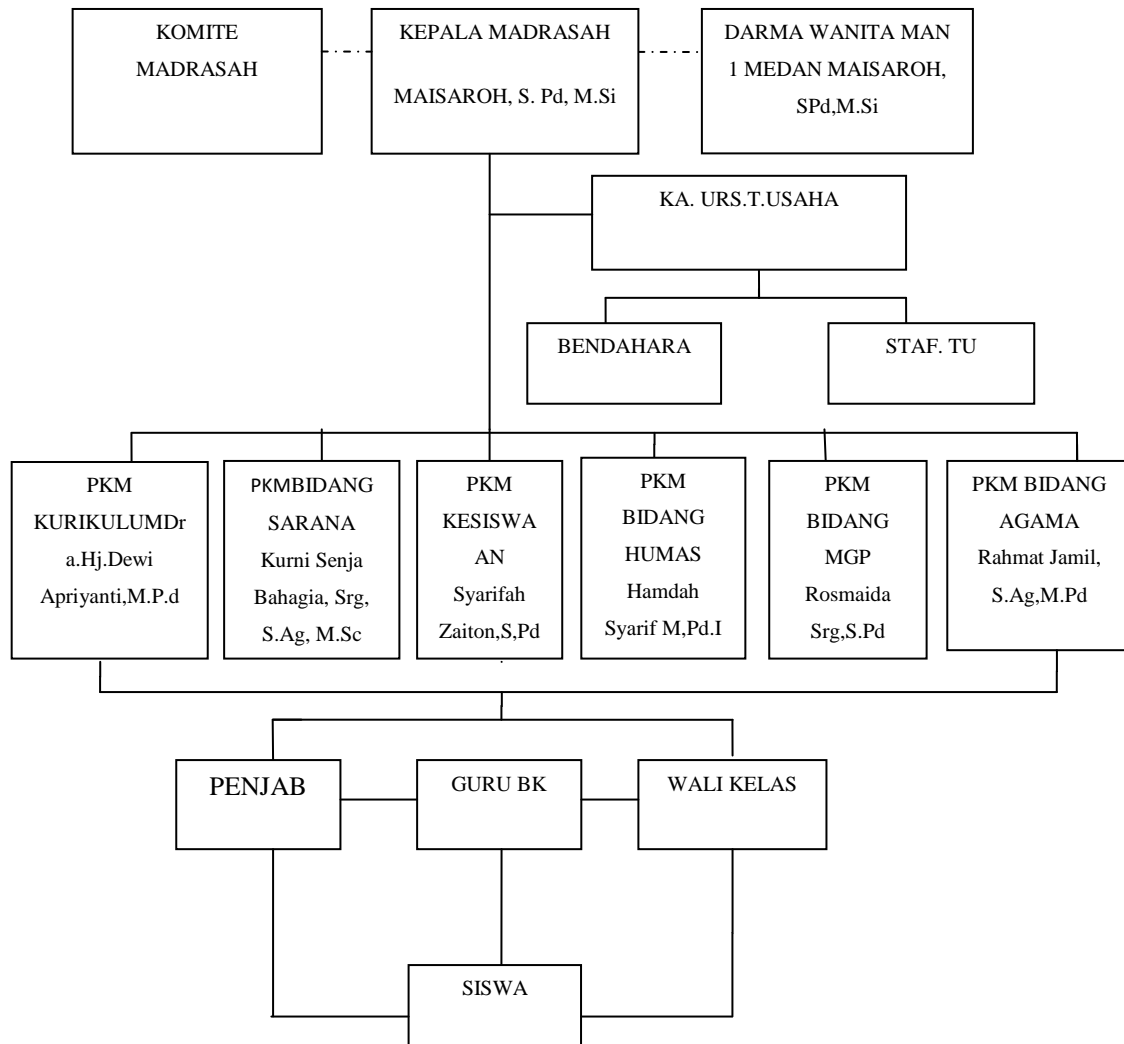 KOMITE
MADRASAH
KEPALA MADRASAH
MAISAROH, S. Pd, M.Si
DARMA WANITA MAN
1 MEDAN MAISAROH,
SPd,M.Si
KA. URS.T.USAHA
BENDAHARA
STAF. TU
PKM
KURIKULUMDr
a.Hj.Dewi
Apriyanti,M.P.d
PKMBIDANG
SARANA
Kurni Senja
Bahagia, Srg,
S.Ag, M.Sc
PKM
KESISWA
AN
Syarifah
Zaiton,S,Pd
PKM
BIDANG
HUMAS
Hamdah
Syarif M,Pd.I
PKM
BIDANG
MGP
Rosmaida
Srg,S.Pd
PKM BIDANG
AGAMA
Rahmat Jamil,
S.Ag,M.Pd
PENJAB
GURU BK
WALI KELAS
SISWA